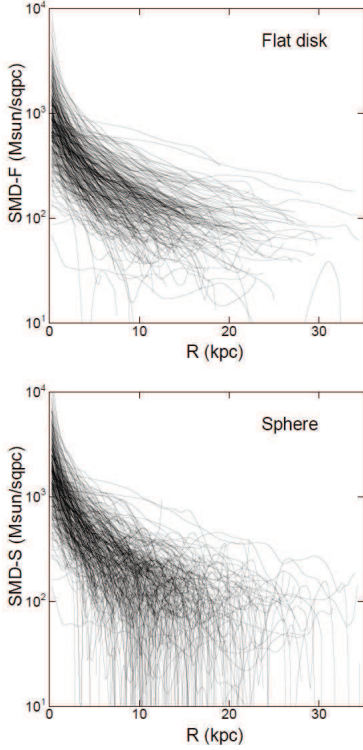 Flat disk
SMD-F (Msun/sqpc)
10^4
10^3
10^2
10^1
0 10 20 30
R (kpc)
Sphere
SMD-S (Msun/sqpc)
10^4
10^3
10^2
10^1
0 10 20 30
R (kpc)